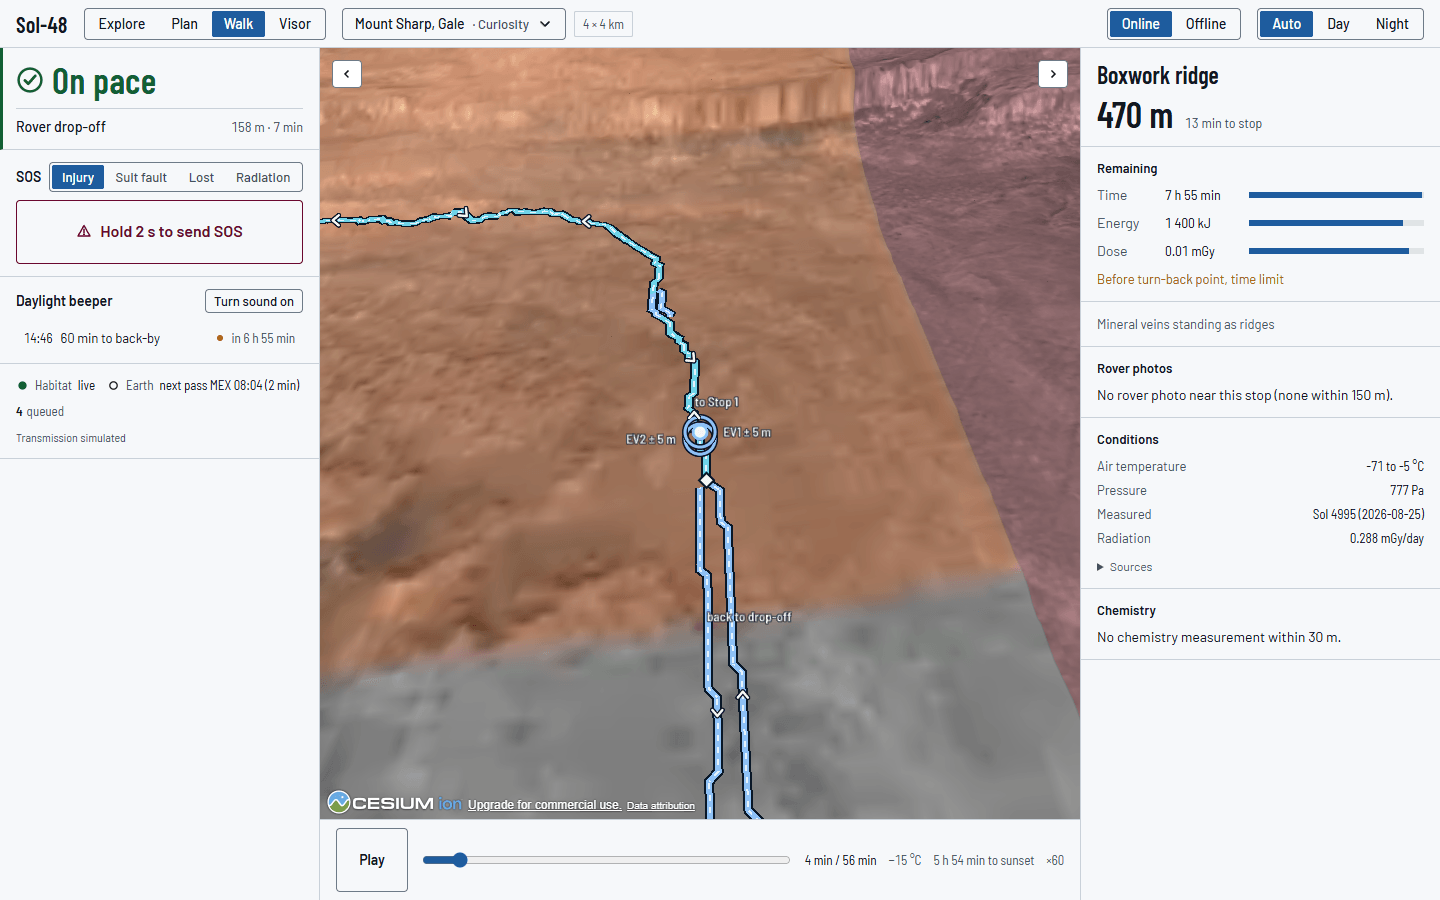 Sol-48
Explore Plan Walk Visor
Mount Sharp, Gale · Curiosity
4 × 4 km
Online Offline
Auto Day Night
On pace
Rover drop-off 158 m · 7 min
SOS Injury Suit fault Lost Radiation
Hold 2 s to send SOS
Daylight beeper Turn sound on
14:46 60 min to back-by in 6 h 55 min
Habitat live Earth next pass MEX 08:04 (2 min)
4 queued
Transmission simulated
to Stop 1
EV2 ± 5 m EV1 ± 5 m
back to drop-off
CESIUM ion Upgrade for commercial use. Data attribution
Play 4 min / 56 min −15 °C 5 h 54 min to sunset ×60
Boxwork ridge
470 m 13 min to stop
Remaining
Time 7 h 55 min
Energy 1 400 kJ
Dose 0.01 mGy
Before turn-back point, time limit
Mineral veins standing as ridges
Rover photos
No rover photo near this stop (none within 150 m).
Conditions
Air temperature -71 to -5 °C
Pressure 777 Pa
Measured Sol 4995 (2026-08-25)
Radiation 0.288 mGy/day
Sources
Chemistry
No chemistry measurement within 30 m.